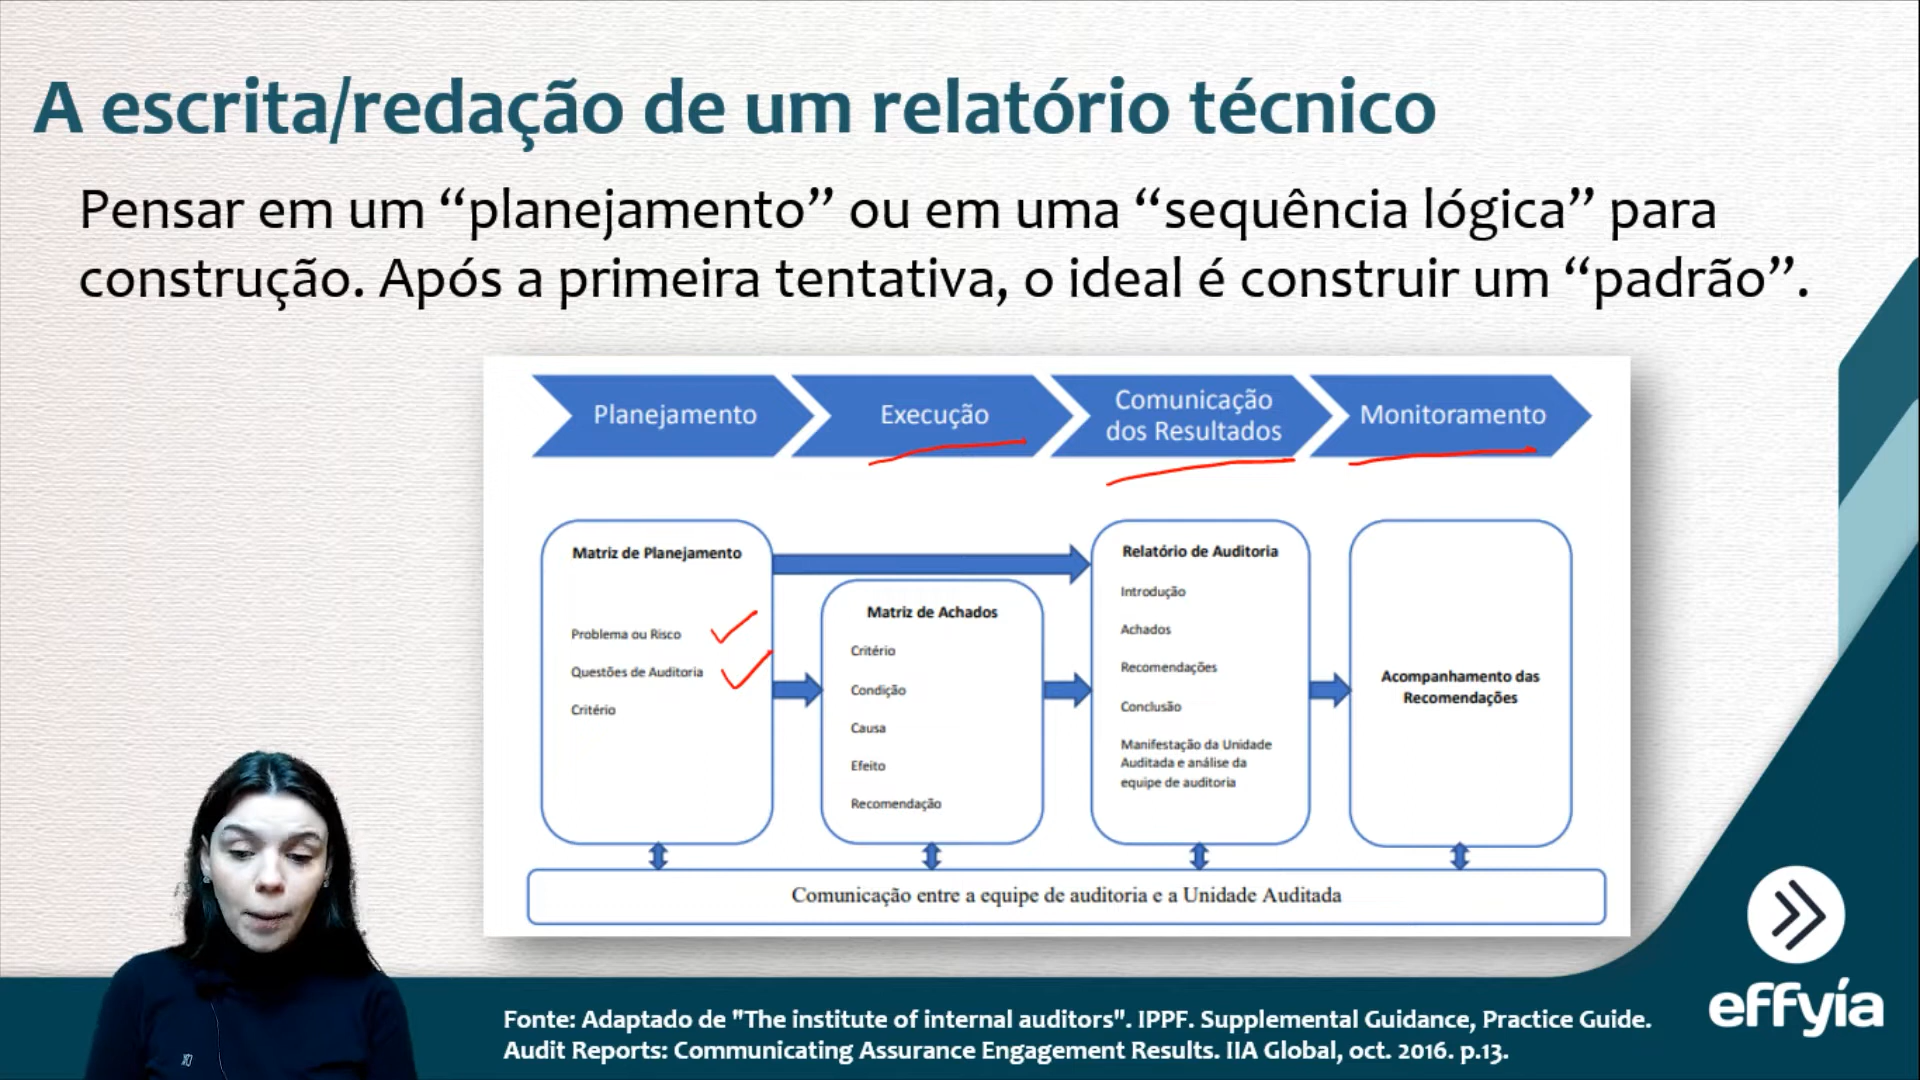 A escrita/redação de um relatório técnico
Pensar em um “planejamento” ou em uma “sequência lógica” para
construção. Após a primeira tentativa, o ideal é construir um “padrão”.
Planejamento
Execução
Comunicação
dos Resultados
Monitoramento
Matriz de Planejamento
Problema ou Risco
Questões de Auditoria
Critério
Matriz de Achados
Critério
Condição
Causa
Efeito
Recomendação
Relatório de Auditoria
Introdução
Achados
Recomendações
Conclusão
Manifestação da Unidade
Auditada e análise da
equipe de auditoria
Acompanhamento das
Recomendações
Comunicação entre a equipe de auditoria e a Unidade Auditada
effyía
Fonte: Adaptado de "The institute of internal auditors". IPPF. Supplemental Guidance, Practice Guide.
Audit Reports: Communicating Assurance Engagement Results. IIA Global, oct. 2016. p.13.